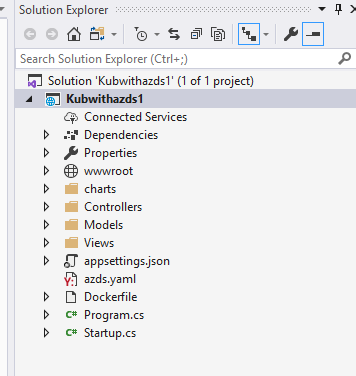 Solution Explorer
Search Solution Explorer (Ctrl+;)
Solution 'Kubwithazds1' (1 of 1 project)
Kubwithazds1
Connected Services
Dependencies
Properties
wwwroot
charts
Controllers
Models
Views
appsettings.json
azds.yaml
Dockerfile
C# Program.cs
C# Startup.cs